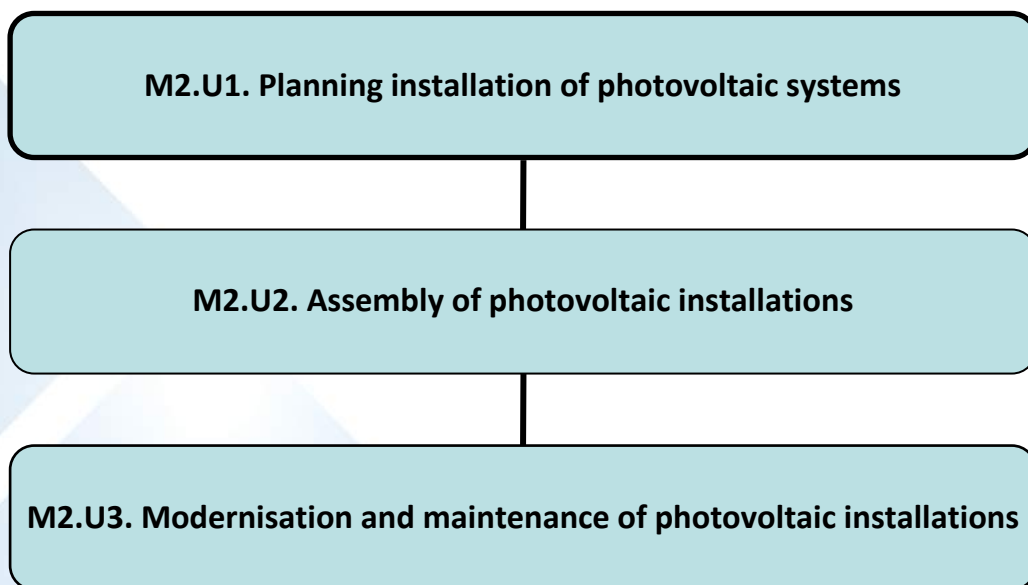 M2.U1. Planning installation of photovoltaic systems
M2.U2. Assembly of photovoltaic installations
M2.U3. Modernisation and maintenance of photovoltaic installations